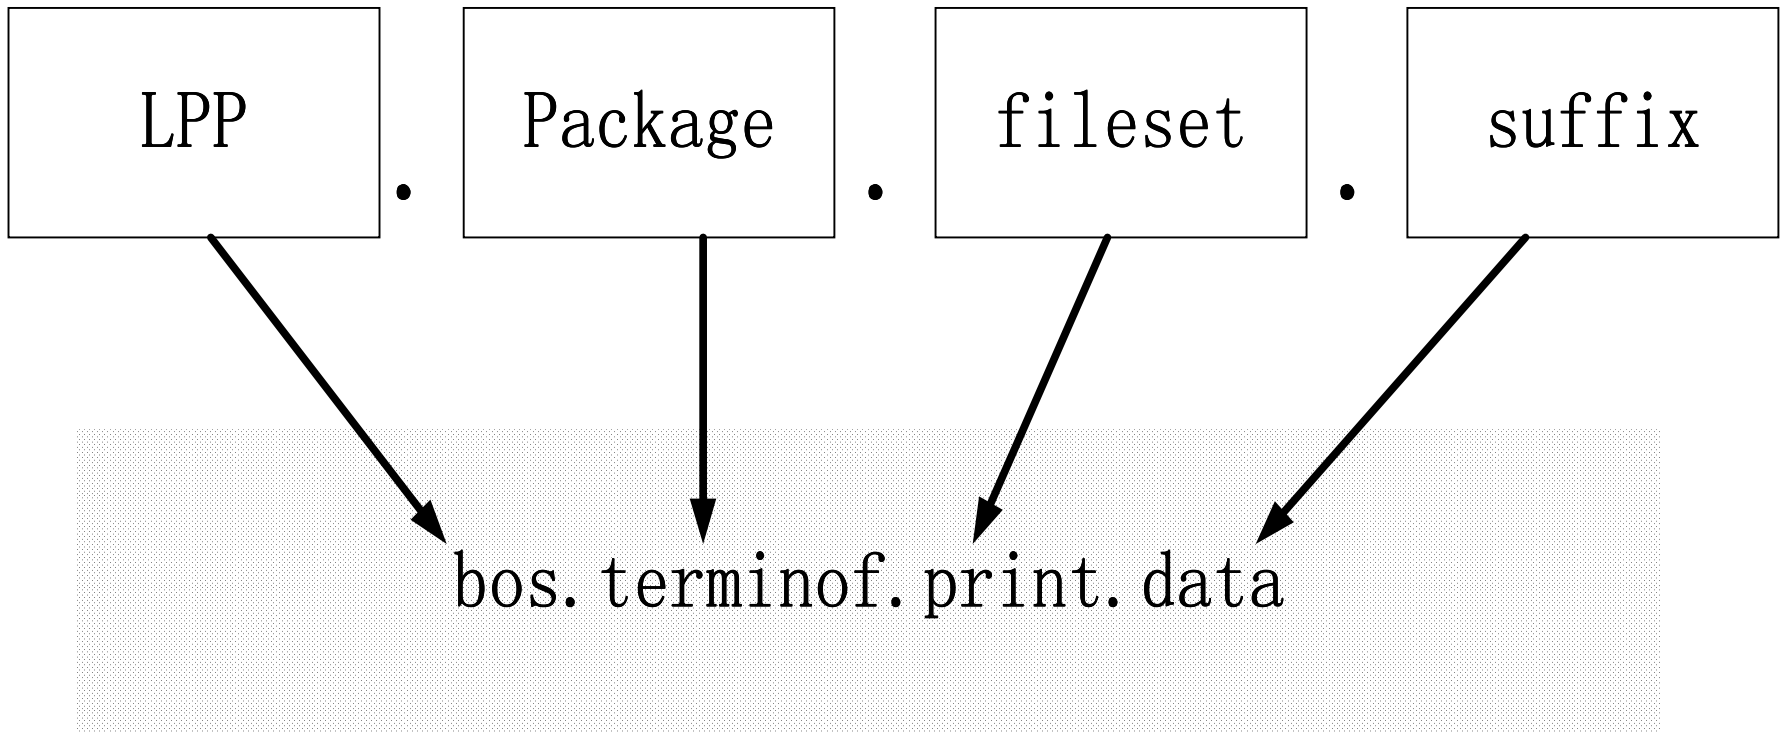 LPP . Package . fileset . suffix
bos.terminof.print.data